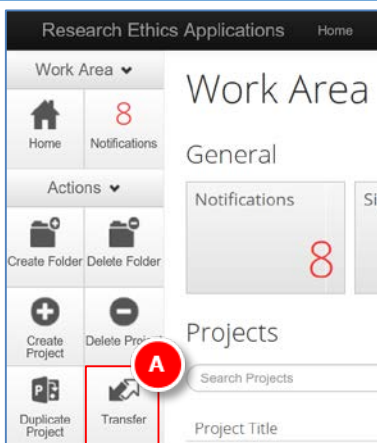 Research Ethics Applications Home
Work Area
8
Home Notifications
Actions
Create Folder Delete Folder
Create Project
Delete Project
A
Duplicate Project
Transfer
Work Area
General
Notifications
8
Projects
Search Projects
Project Title